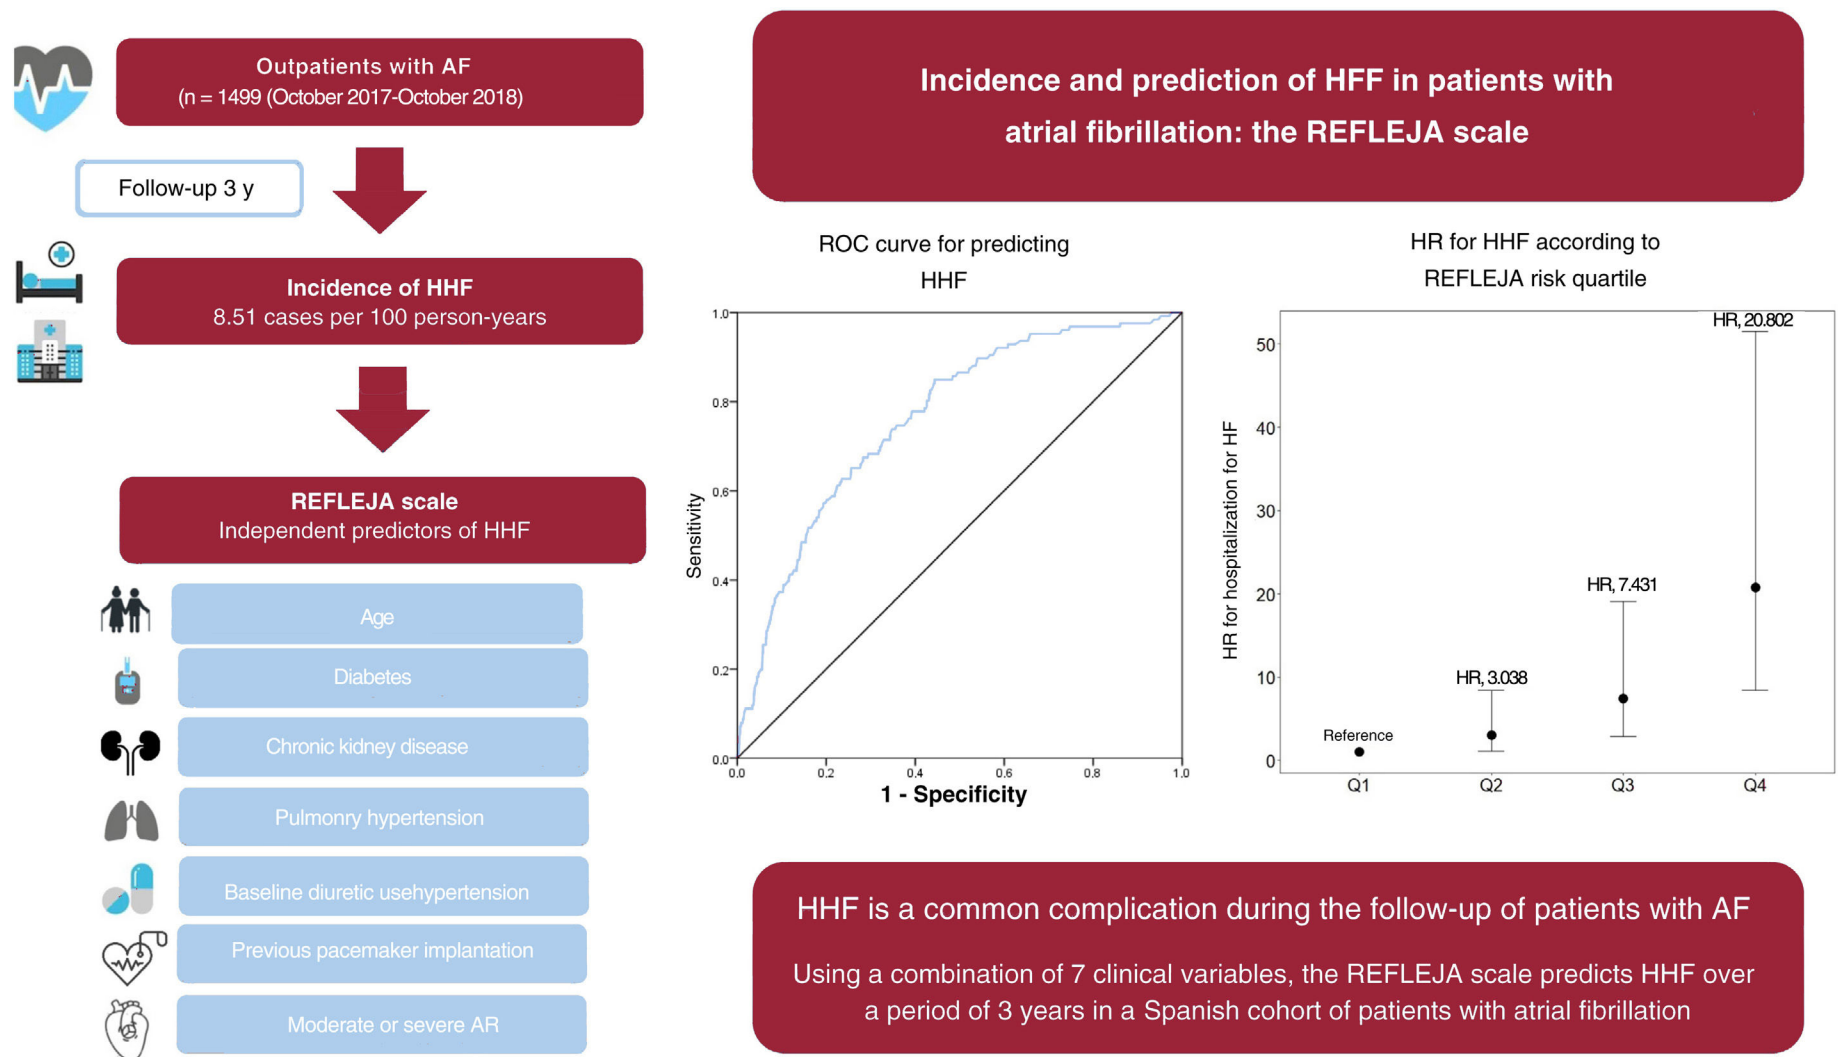 Outpatients with AF
(n = 1499 (October 2017-October 2018)
Follow-up 3 y
Incidence of HHF
8.51 cases per 100 person-years
REFLEJA scale
Independent predictors of HHF
Age
Diabetes
Chronic kidney disease
Pulmonry hypertension
Baseline diuretic usehypertension
Previous pacemaker implantation
Moderate or severe AR
Incidence and prediction of HFF in patients with
atrial fibrillation: the REFLEJA scale
ROC curve for predicting
HHF
Sensitivity
1.0
0.8
0.6
0.4
0.2
0.0
0.0 0.2 0.4 0.6 0.8 1.0
1 - Specificity
HR for HHF according to
REFLEJA risk quartile
HR for hospitalization for HF
50
40
30
20
10
0
Reference
HR, 3.038
HR, 7.431
HR, 20.802
Q1 Q2 Q3 Q4
HHF is a common complication during the follow-up of patients with AF
Using a combination of 7 clinical variables, the REFLEJA scale predicts HHF over
a period of 3 years in a Spanish cohort of patients with atrial fibrillation